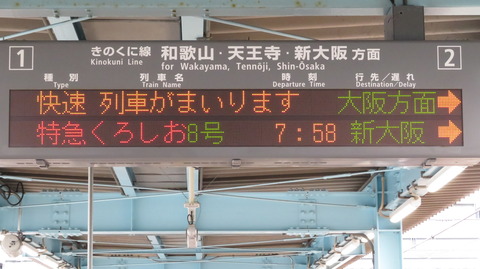 1 きのくに線 和歌山・天王寺・新大阪 方面 2
Kinokuni Line for Wakayama, Tennōji, Shin-Ōsaka
種別 列車名 時刻 行先/遅れ
Type Train Name Departure Time Destination/Delay
快速 列車がまいります 大阪方面➡
特急くろしお8号 7:58 新大阪➡